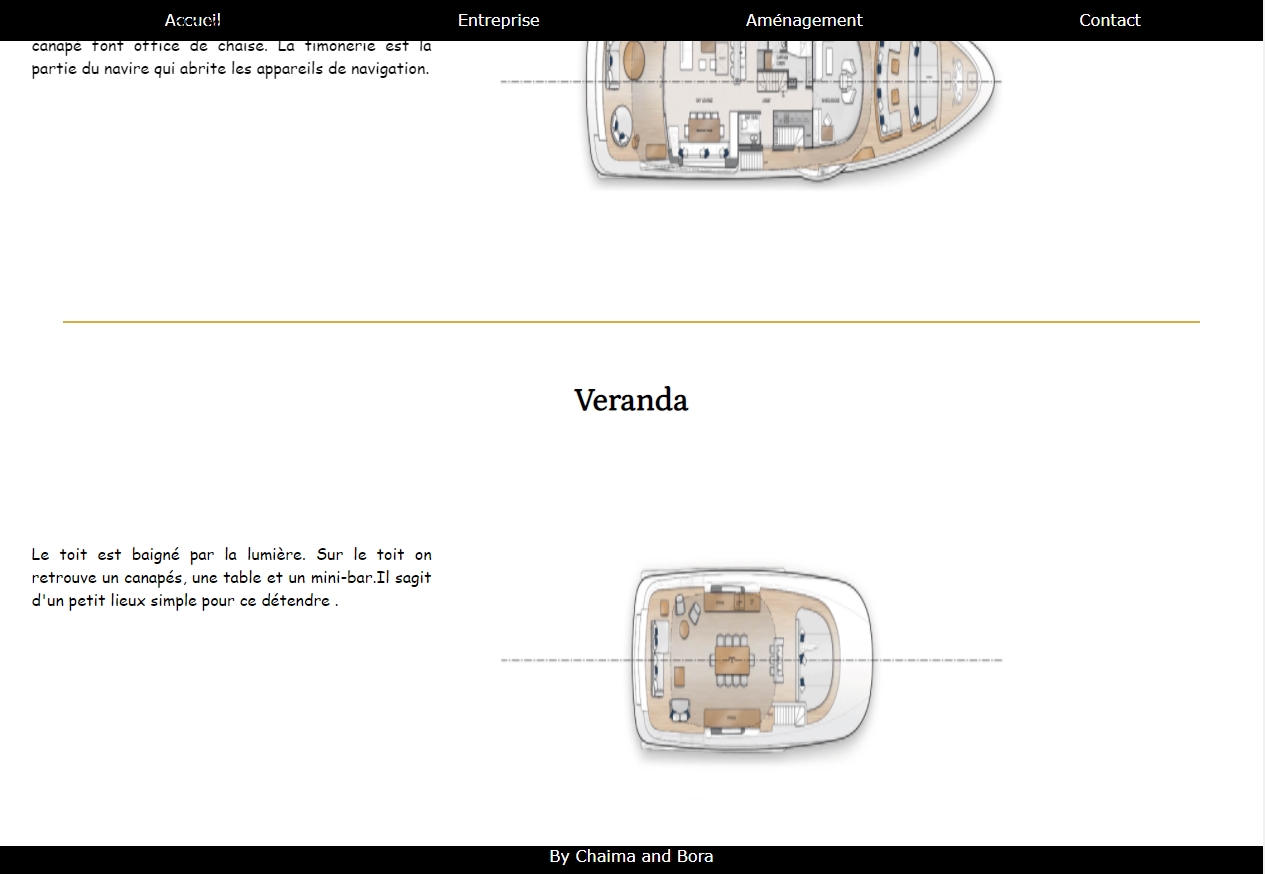 Accueil Entreprise Aménagement Contact
canapé font office de chaise. La timonerie est la
partie du navire qui abrite les appareils de navigation.
Veranda
Le toit est baigné par la lumière. Sur le toit on
retrouve un canapés, une table et un mini-bar.Il sagit
d'un petit lieux simple pour ce détendre .
By Chaima and Bora